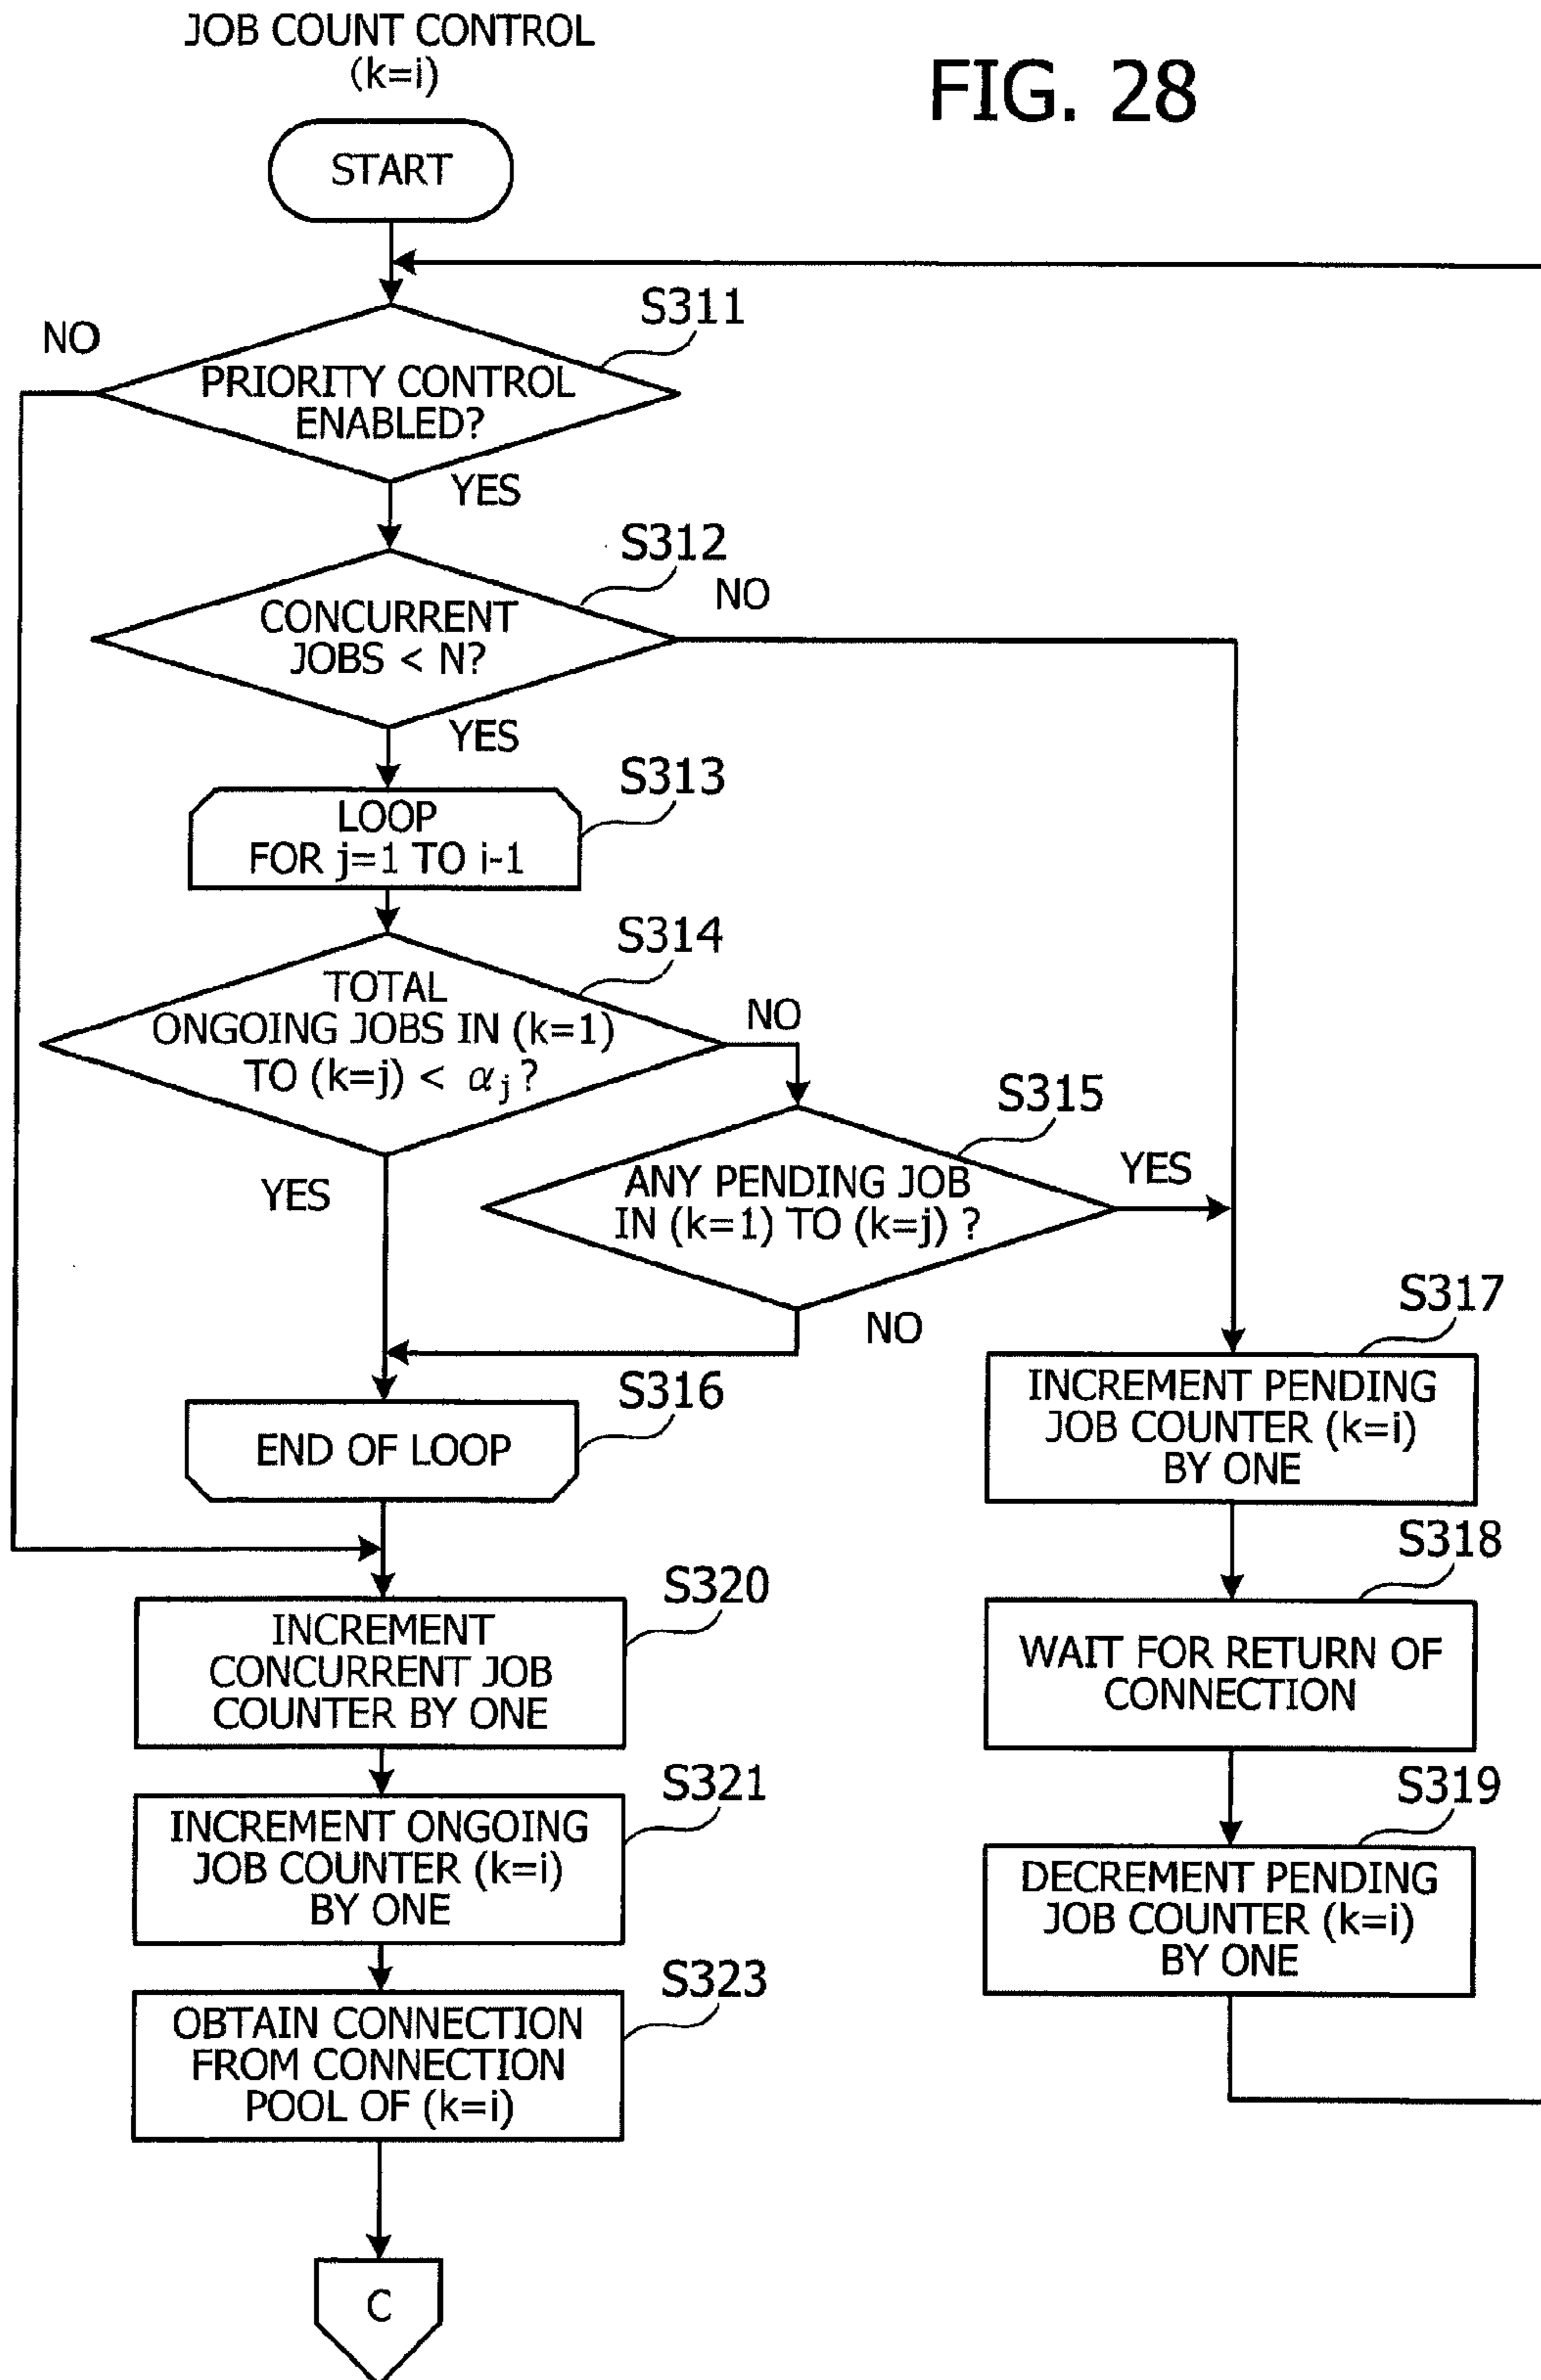 JOB COUNT CONTROL
(k=i)
FIG. 28
START
S311
NO
PRIORITY CONTROL
ENABLED?
YES
S312
NO
CONCURRENT
JOBS < N?
YES
S313
LOOP
FOR j=1 TO i-1
S314
TOTAL
ONGOING JOBS IN (k=1)
TO (k=j) < αj ?
NO
YES
S315
ANY PENDING JOB
IN (k=1) TO (k=j) ?
YES
NO
S316
END OF LOOP
S317
INCREMENT PENDING
JOB COUNTER (k=i)
BY ONE
S318
WAIT FOR RETURN OF
CONNECTION
S319
DECREMENT PENDING
JOB COUNTER (k=i)
BY ONE
S320
INCREMENT
CONCURRENT JOB
COUNTER BY ONE
S321
INCREMENT ONGOING
JOB COUNTER (k=i)
BY ONE
S323
OBTAIN CONNECTION
FROM CONNECTION
POOL OF (k=i)
C